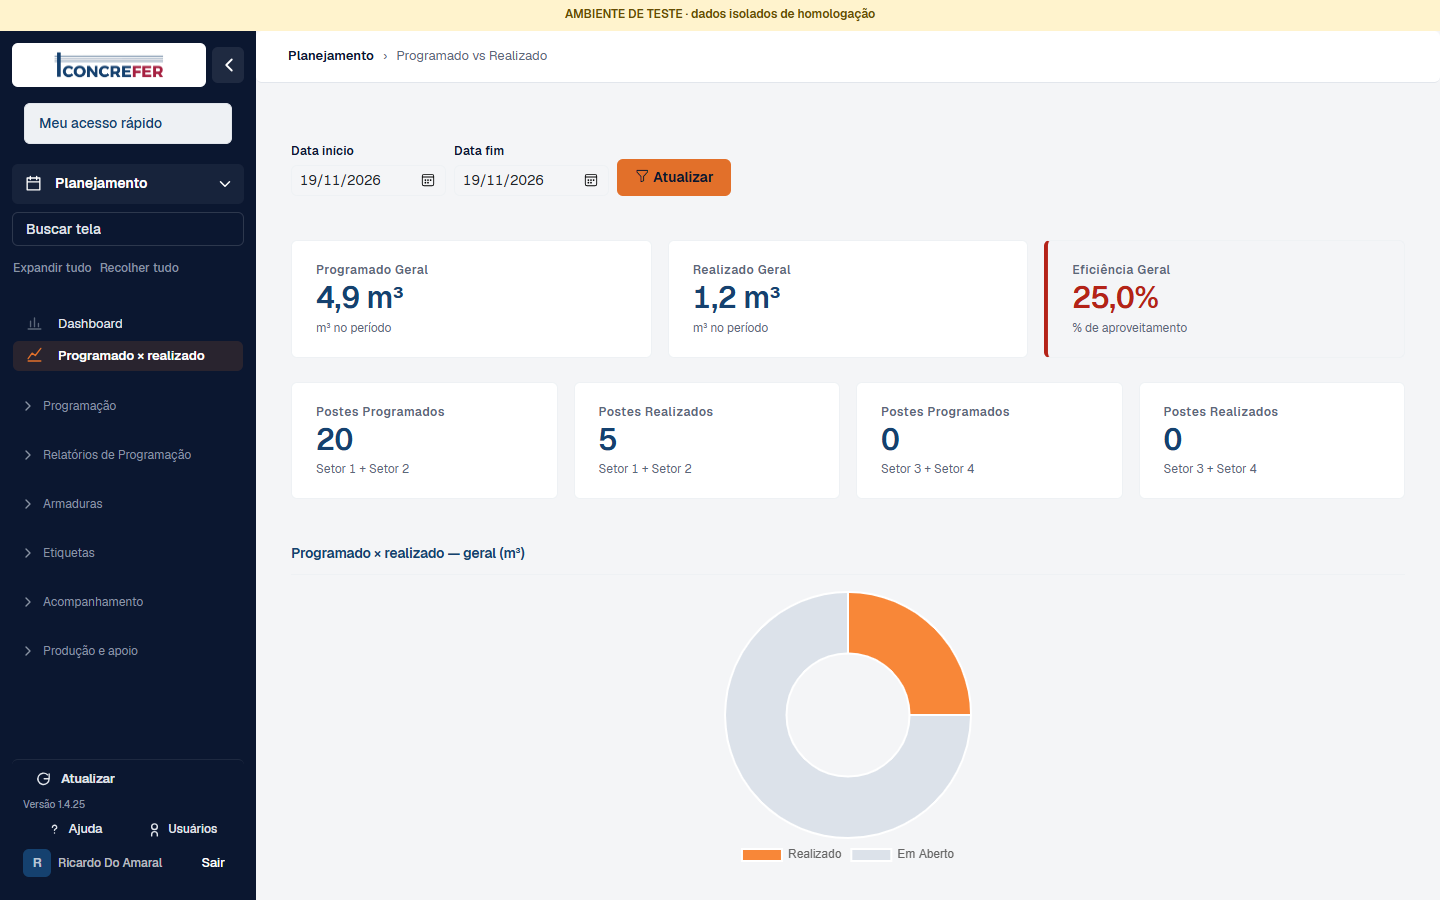 AMBIENTE DE TESTE · dados isolados de homologação
CONCREFER
Meu acesso rápido
Planejamento
Buscar tela
Expandir tudo Recolher tudo
Dashboard
Programado × realizado
Programação
Relatórios de Programação
Armaduras
Etiquetas
Acompanhamento
Produção e apoio
Atualizar
Versão 1.4.25
? Ajuda Usuários
R Ricardo Do Amaral Sair
Planejamento › Programado vs Realizado
Data início Data fim
19/11/2026 19/11/2026 Atualizar
Programado Geral
4,9 m³
m³ no período
Realizado Geral
1,2 m³
m³ no período
Eficiência Geral
25,0%
% de aproveitamento
Postes Programados
20
Setor 1 + Setor 2
Postes Realizados
5
Setor 1 + Setor 2
Postes Programados
0
Setor 3 + Setor 4
Postes Realizados
0
Setor 3 + Setor 4
Programado × realizado — geral (m³)
Realizado Em Aberto